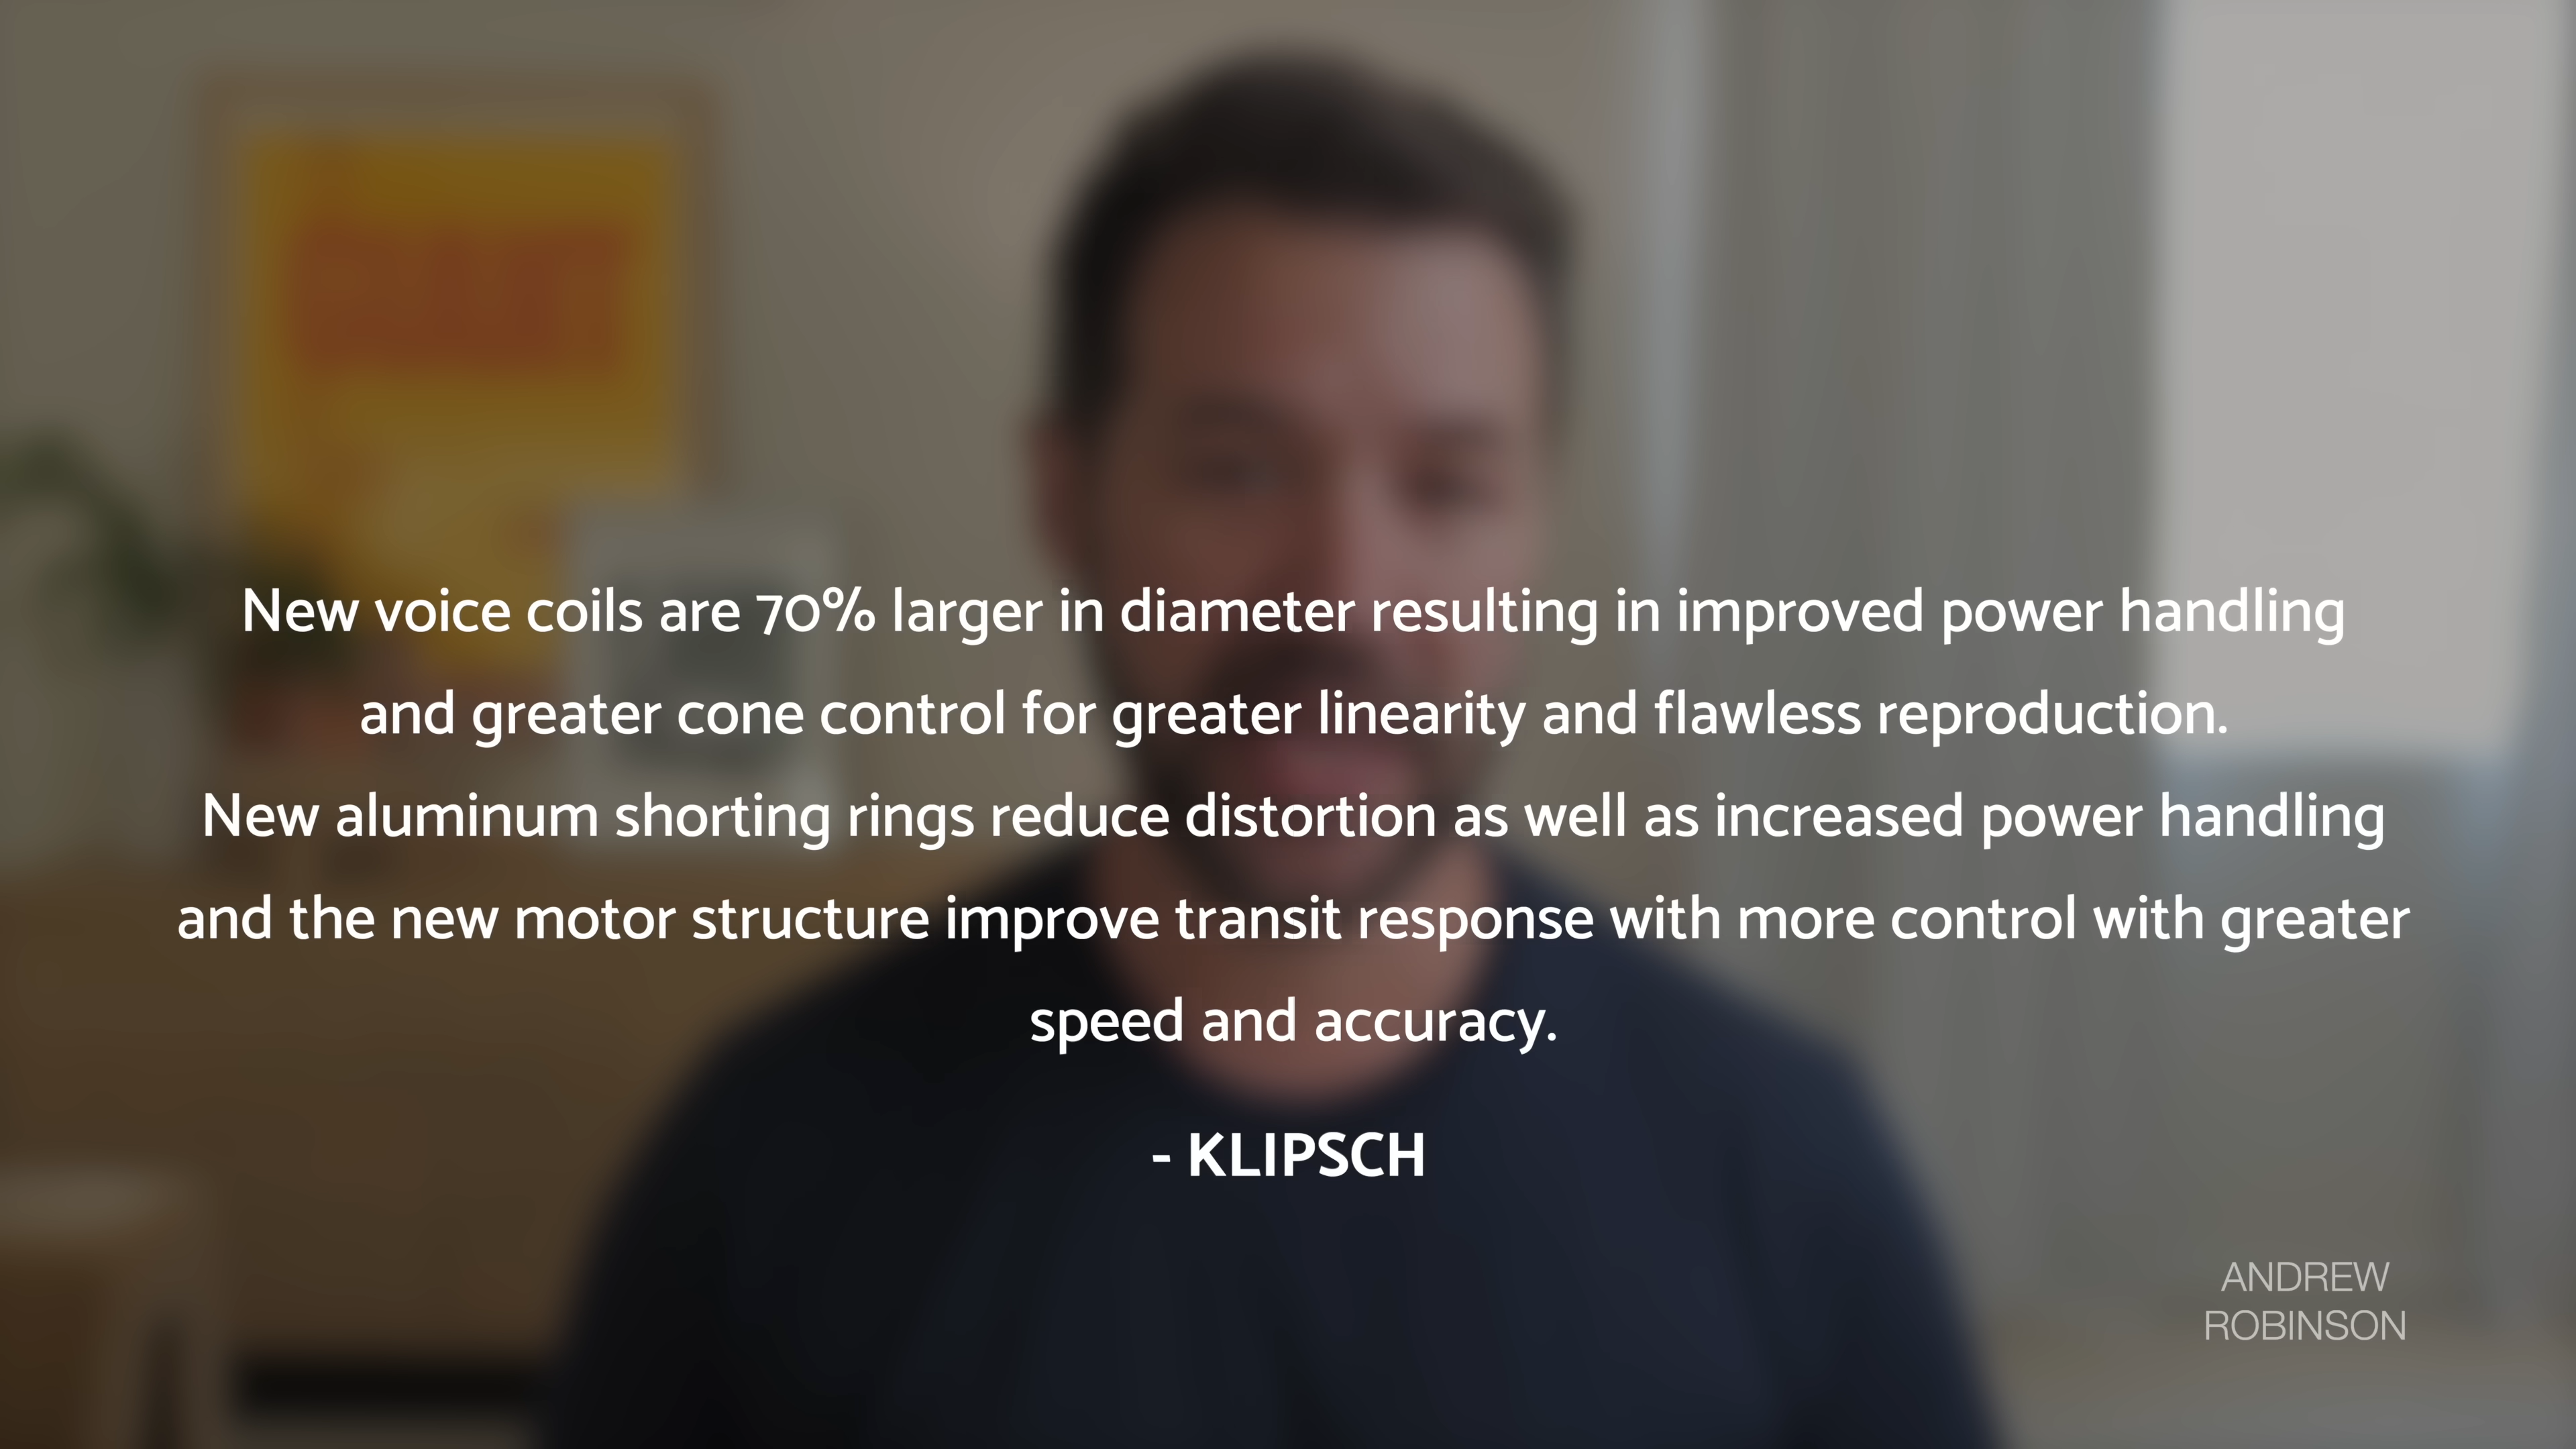 New voice coils are 70% larger in diameter resulting in improved power handling
and greater cone control for greater linearity and flawless reproduction.
New aluminum shorting rings reduce distortion as well as increased power handling
and the new motor structure improve transit response with more control with greater
speed and accuracy.
- KLIPSCH
ANDREW
ROBINSON